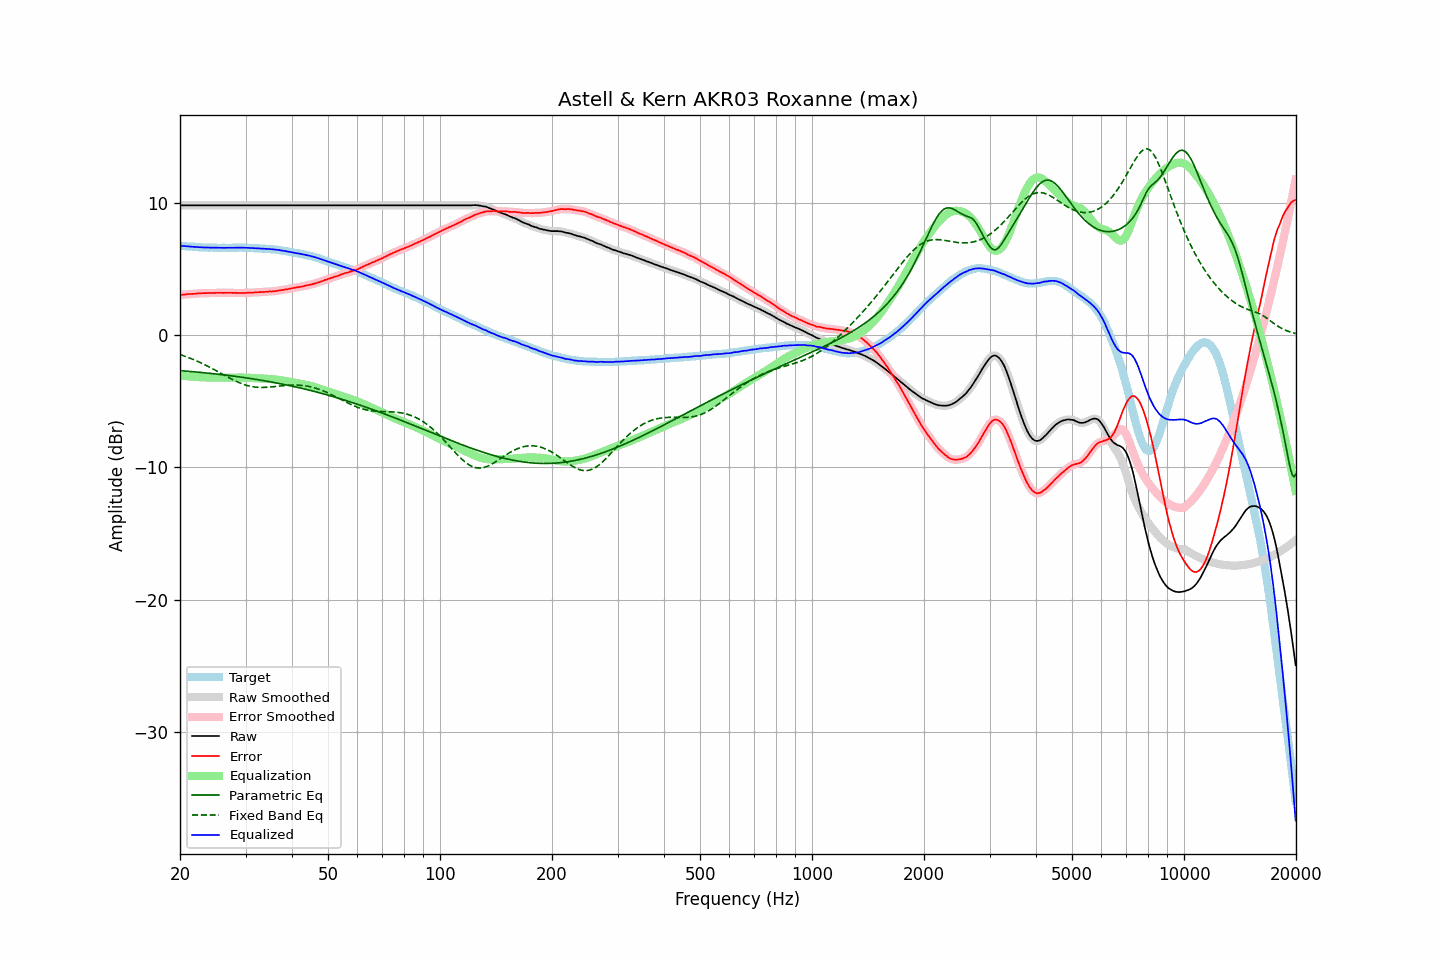 Astell & Kern AKR03 Roxanne (max)
Amplitude (dBr)
10
0
−10
−20
−30
Target
Raw Smoothed
Error Smoothed
Raw
Error
Equalization
Parametric Eq
Fixed Band Eq
Equalized
20 50 100 200 500 1000 2000 5000 10000 20000
Frequency (Hz)